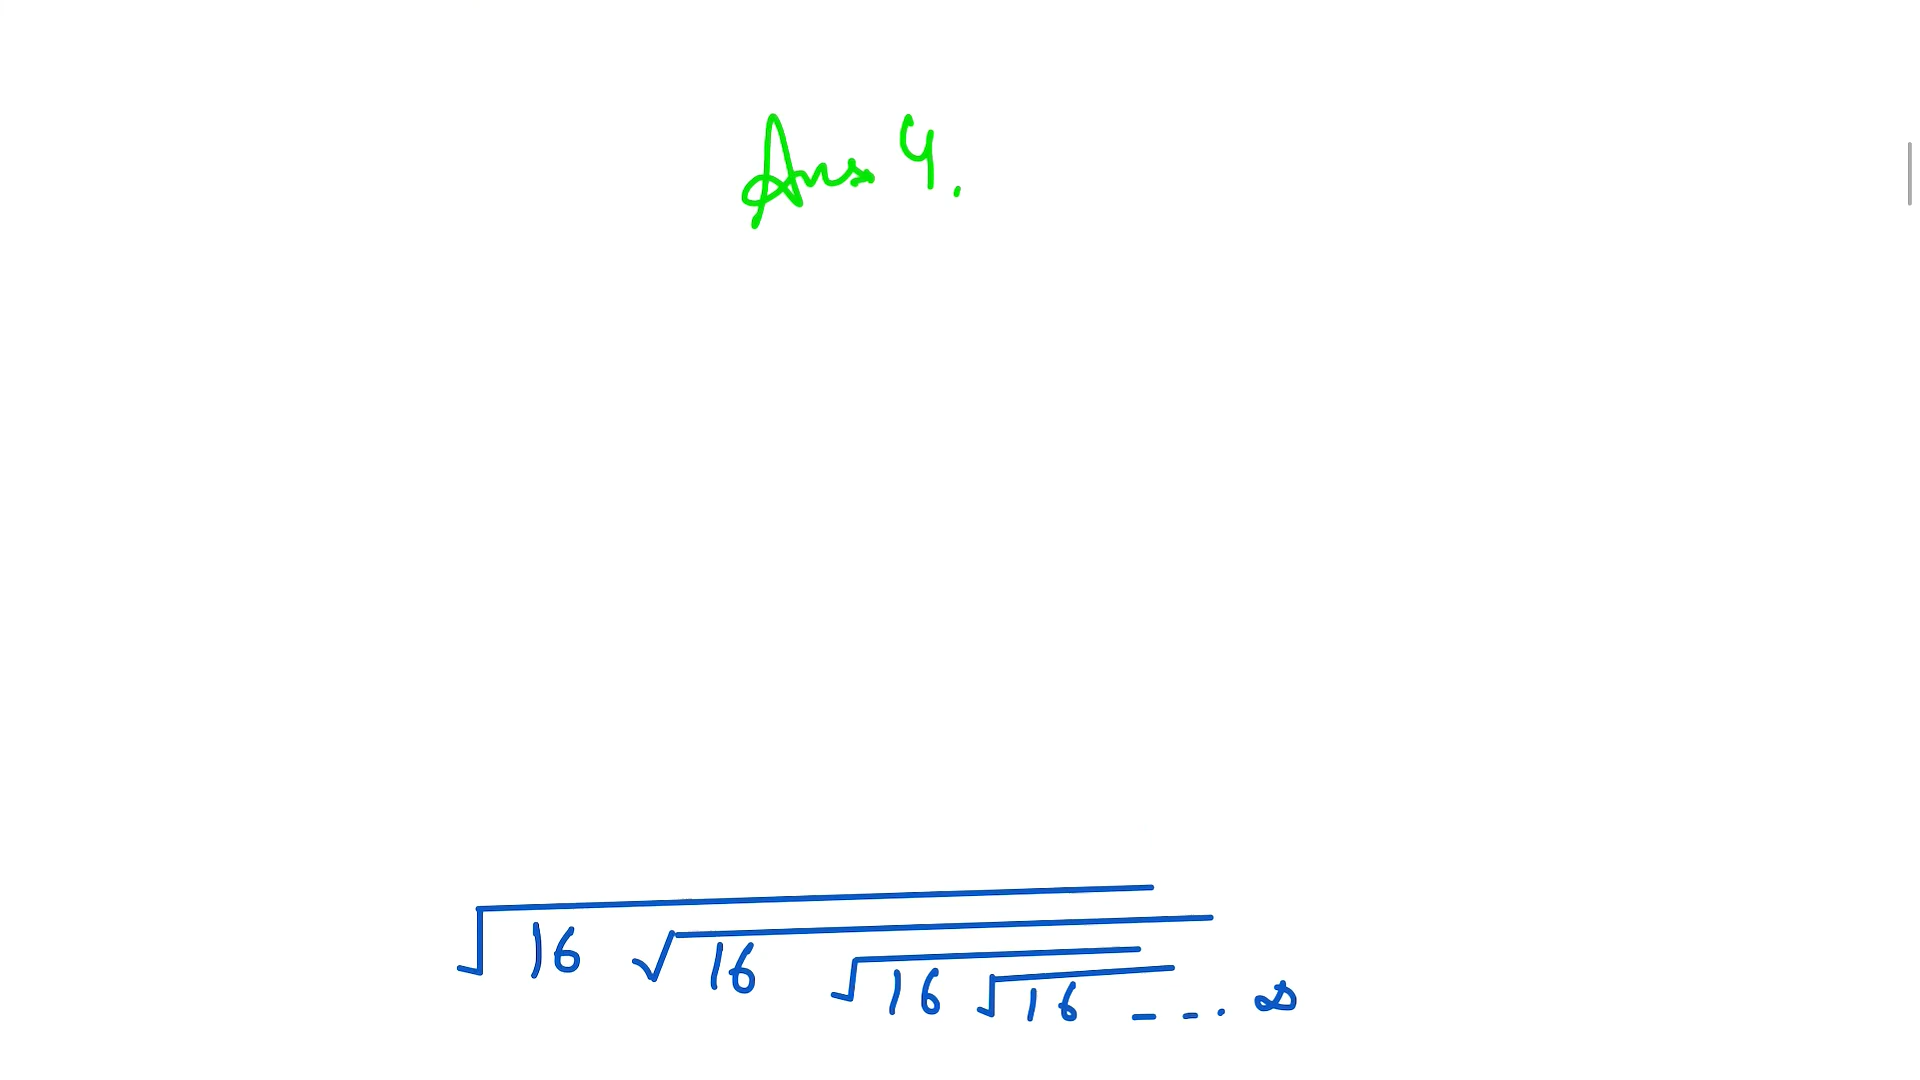 Ans 4.
√16 √16 √16 √16 - - . ∞